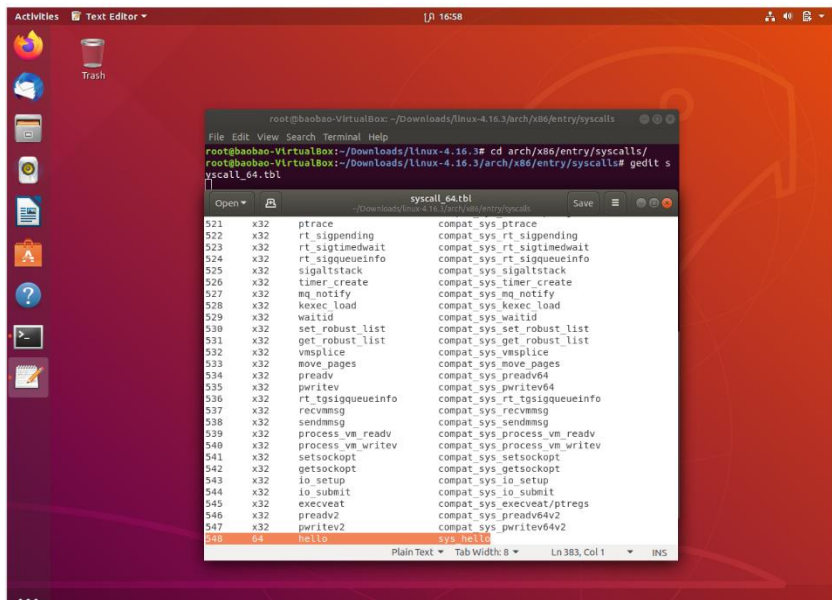 Activities Text Editor ▾ 16:58
Trash
root@baobao-VirtualBox: ~/Downloads/linux-4.16.3/arch/x86/entry/syscalls
File Edit View Search Terminal Help
root@baobao-VirtualBox:~/Downloads/linux-4.16.3# cd arch/x86/entry/syscalls/
root@baobao-VirtualBox:~/Downloads/linux-4.16.3/arch/x86/entry/syscalls# gedit s
yscall_64.tbl
Open ▾ syscall_64.tbl Save
~/Downloads/linux-4.16.3/arch/x86/entry/syscalls
521 x32 ptrace compat_sys_ptrace
522 x32 rt_sigpending compat_sys_rt_sigpending
523 x32 rt_sigtimedwait compat_sys_rt_sigtimedwait
524 x32 rt_sigqueueinfo compat_sys_rt_sigqueueinfo
525 x32 sigaltstack compat_sys_sigaltstack
526 x32 timer_create compat_sys_timer_create
527 x32 mq_notify compat_sys_mq_notify
528 x32 kexec_load compat_sys_kexec_load
529 x32 waitid compat_sys_waitid
530 x32 set_robust_list compat_sys_set_robust_list
531 x32 get_robust_list compat_sys_get_robust_list
532 x32 vmsplice compat_sys_vmsplice
533 x32 move_pages compat_sys_move_pages
534 x32 preadv compat_sys_preadv64
535 x32 pwritev compat_sys_pwritev64
536 x32 rt_tgsigqueueinfo compat_sys_rt_tgsigqueueinfo
537 x32 recvmmsg compat_sys_recvmmsg
538 x32 sendmmsg compat_sys_sendmmsg
539 x32 process_vm_readv compat_sys_process_vm_readv
540 x32 process_vm_writev compat_sys_process_vm_writev
541 x32 setsockopt compat_sys_setsockopt
542 x32 getsockopt compat_sys_getsockopt
543 x32 io_setup compat_sys_io_setup
544 x32 io_submit compat_sys_io_submit
545 x32 execveat compat_sys_execveat/ptregs
546 x32 preadv2 compat_sys_preadv64v2
547 x32 pwritev2 compat_sys_pwritev64v2
548 64 hello sys_hello
Plain Text ▾ Tab Width: 8 ▾ Ln 383, Col 1 ▾ INS